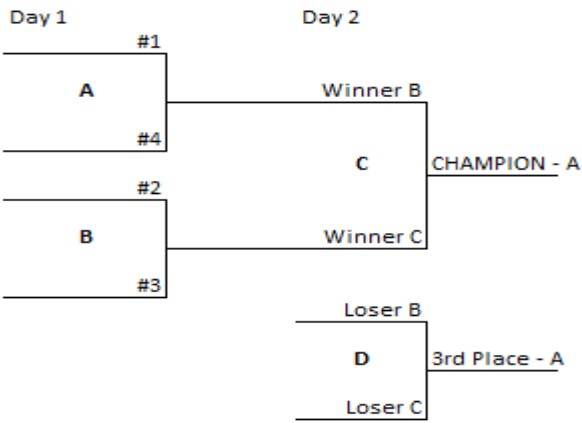 Day 1 Day 2
#1
A
Winner B
#4
C
CHAMPION - A
#2
B
Winner C
#3
Loser B
D
3rd Place - A
Loser C